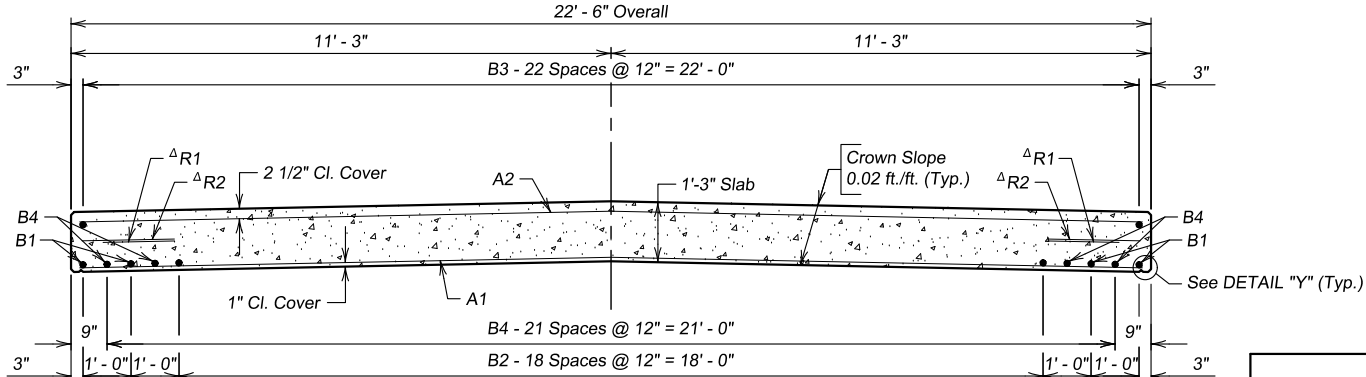 22' - 6" Overall
11' - 3" 11' - 3"
3" B3 - 22 Spaces @ 12" = 22' - 0" 3"
ΔR1
ΔR2
2 1/2" Cl. Cover
A2
1'-3" Slab
Crown Slope
0.02 ft./ft. (Typ.)
ΔR1
ΔR2
B4
B1
B4
B1
See DETAIL "Y" (Typ.)
1" Cl. Cover
A1
9" B4 - 21 Spaces @ 12" = 21' - 0" 9"
3" 1' - 0" 1' - 0" B2 - 18 Spaces @ 12" = 18' - 0" 1' - 0" 1' - 0" 3"